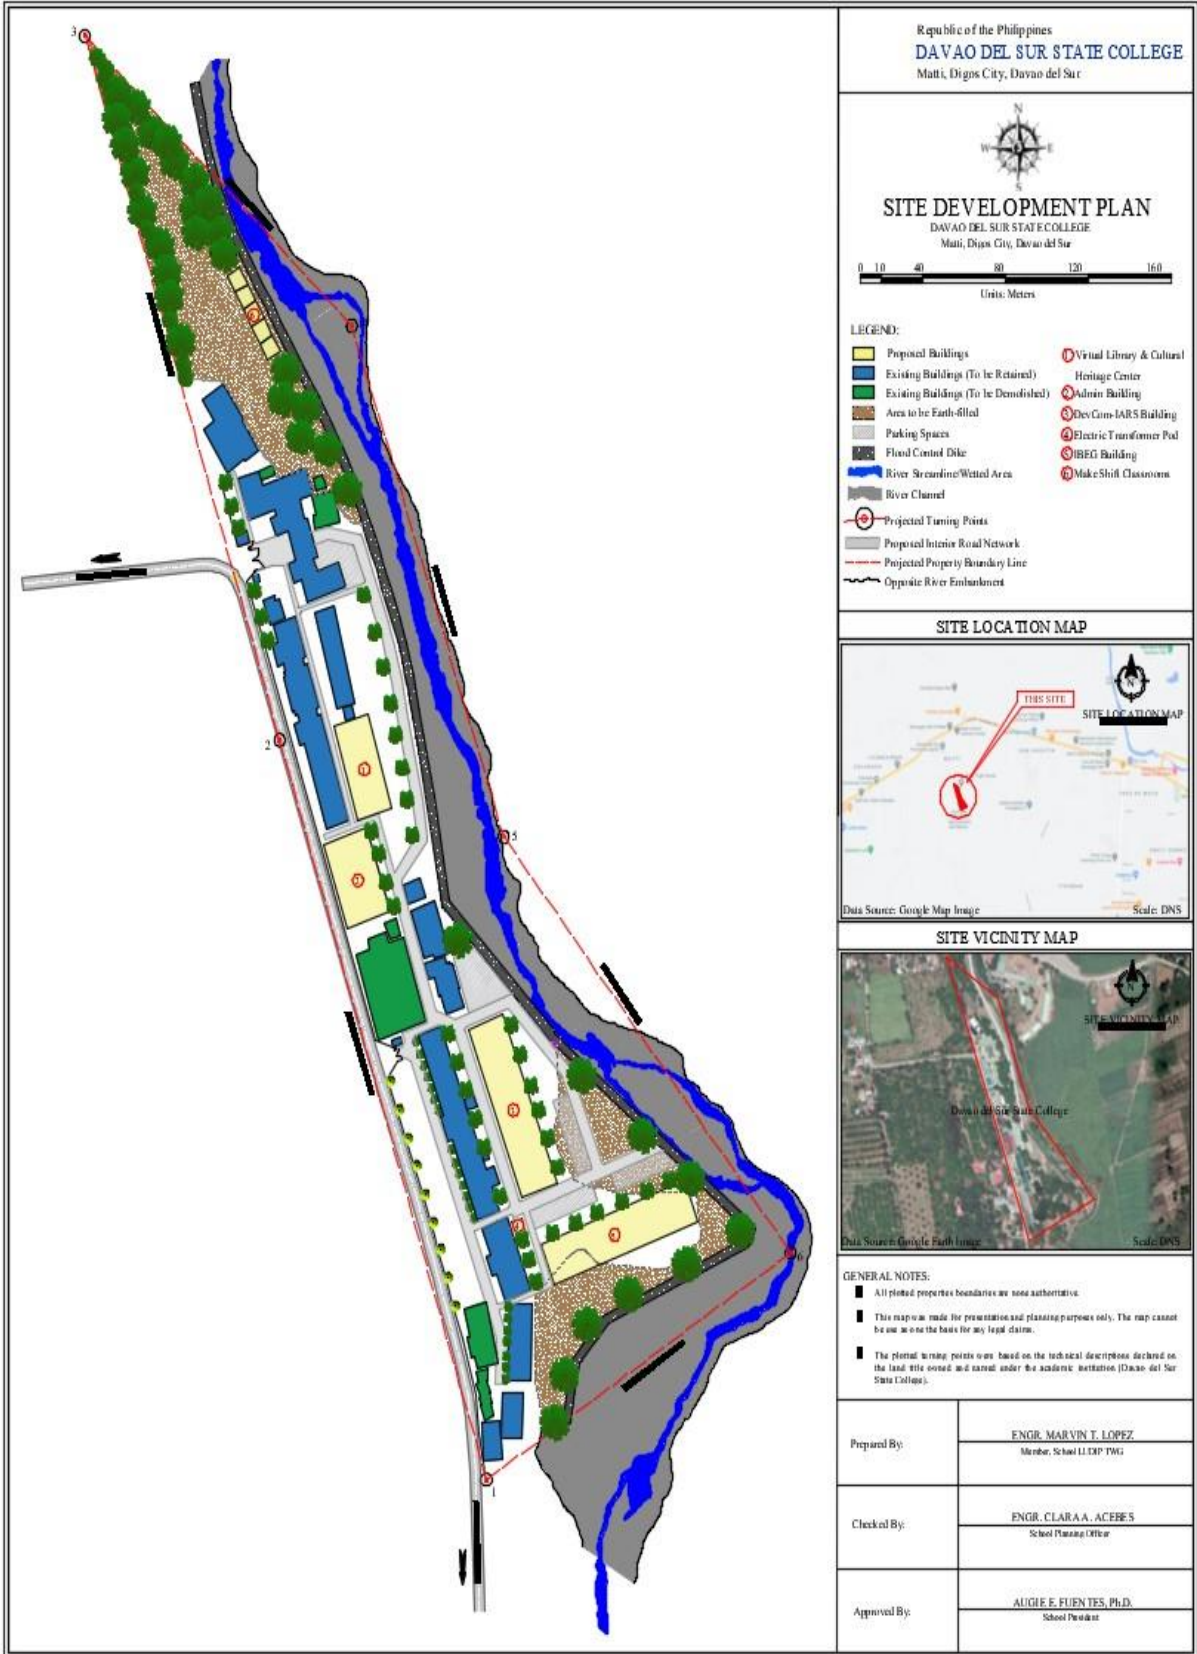 Republic of the Philippines
DAVAO DEL SUR STATE COLLEGE
Matti, Digos City, Davao del Sur
N
W E
S
SITE DEVELOPMENT PLAN
DAVAO DEL SUR STATE COLLEGE
Matti, Digos City, Davao del Sur
0 10 40 80 120 160
Units: Meters
LEGEND:
Proposed Buildings
Existing Buildings (To be Retained)
Existing Buildings (To be Demolished)
Area to be Earth-filled
Parking Spaces
Flood Control Dike
River Streamline/Wetted Area
River Channel
Projected Turning Points
Proposed Interior Road Network
Projected Property Boundary Line
Opposite River Embankment
1 Virtual Library & Cultural
Heritage Center
2 Admin Building
3 DevCom-IARS Building
4 Electric Transformer Pod
5 IBEG Building
6 Make Shift Classrooms
3
2
5
6
1
SITE LOCATION MAP
THIS SITE
N
SITE LOCATION MAP
Data Source: Google Map Image
Scale: DNS
SITE VICINITY MAP
N
SITE VICINITY MAP
Davao del Sur State College
Data Source: Google Earth Image
Scale: DNS
GENERAL NOTES:
All plotted properties boundaries are none authoritative.
This map was made for presentation and planning purposes only. The map cannot
be use as one the basis for any legal claims.
The plotted turning points were based on the technical descriptions declared on
the land title owned and named under the academic institution (Davao del Sur
State College).
Prepared By:
ENGR. MARVIN T. LOPEZ
Member, School LUDIP TWG
Checked By:
ENGR. CLARA A. ACEBES
School Planning Officer
Approved By:
AUGIE E. FUENTES, Ph.D.
School President